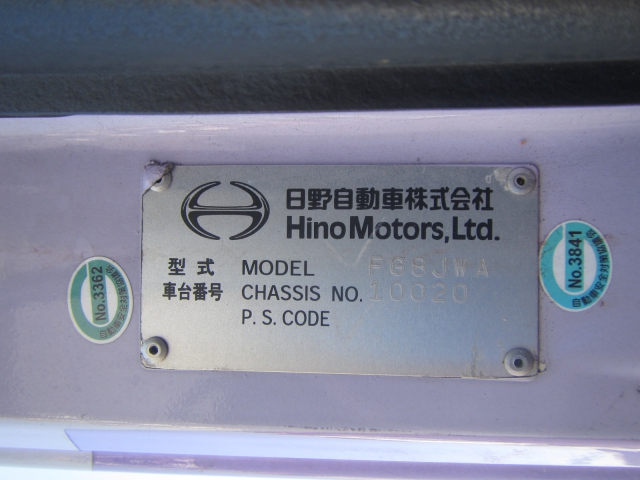 日野自動車株式会社
Hino Motors, Ltd.
型式 MODEL FG8JWA
車台番号 CHASSIS NO. 10020
P. S. CODE
No.3362
No.3841